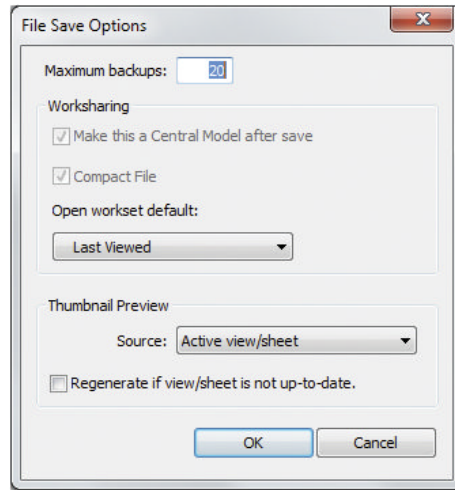 File Save Options
Maximum backups: 20
Worksharing
Make this a Central Model after save
Compact File
Open workset default:
Last Viewed
Thumbnail Preview
Source: Active view/sheet
Regenerate if view/sheet is not up-to-date.
OK Cancel